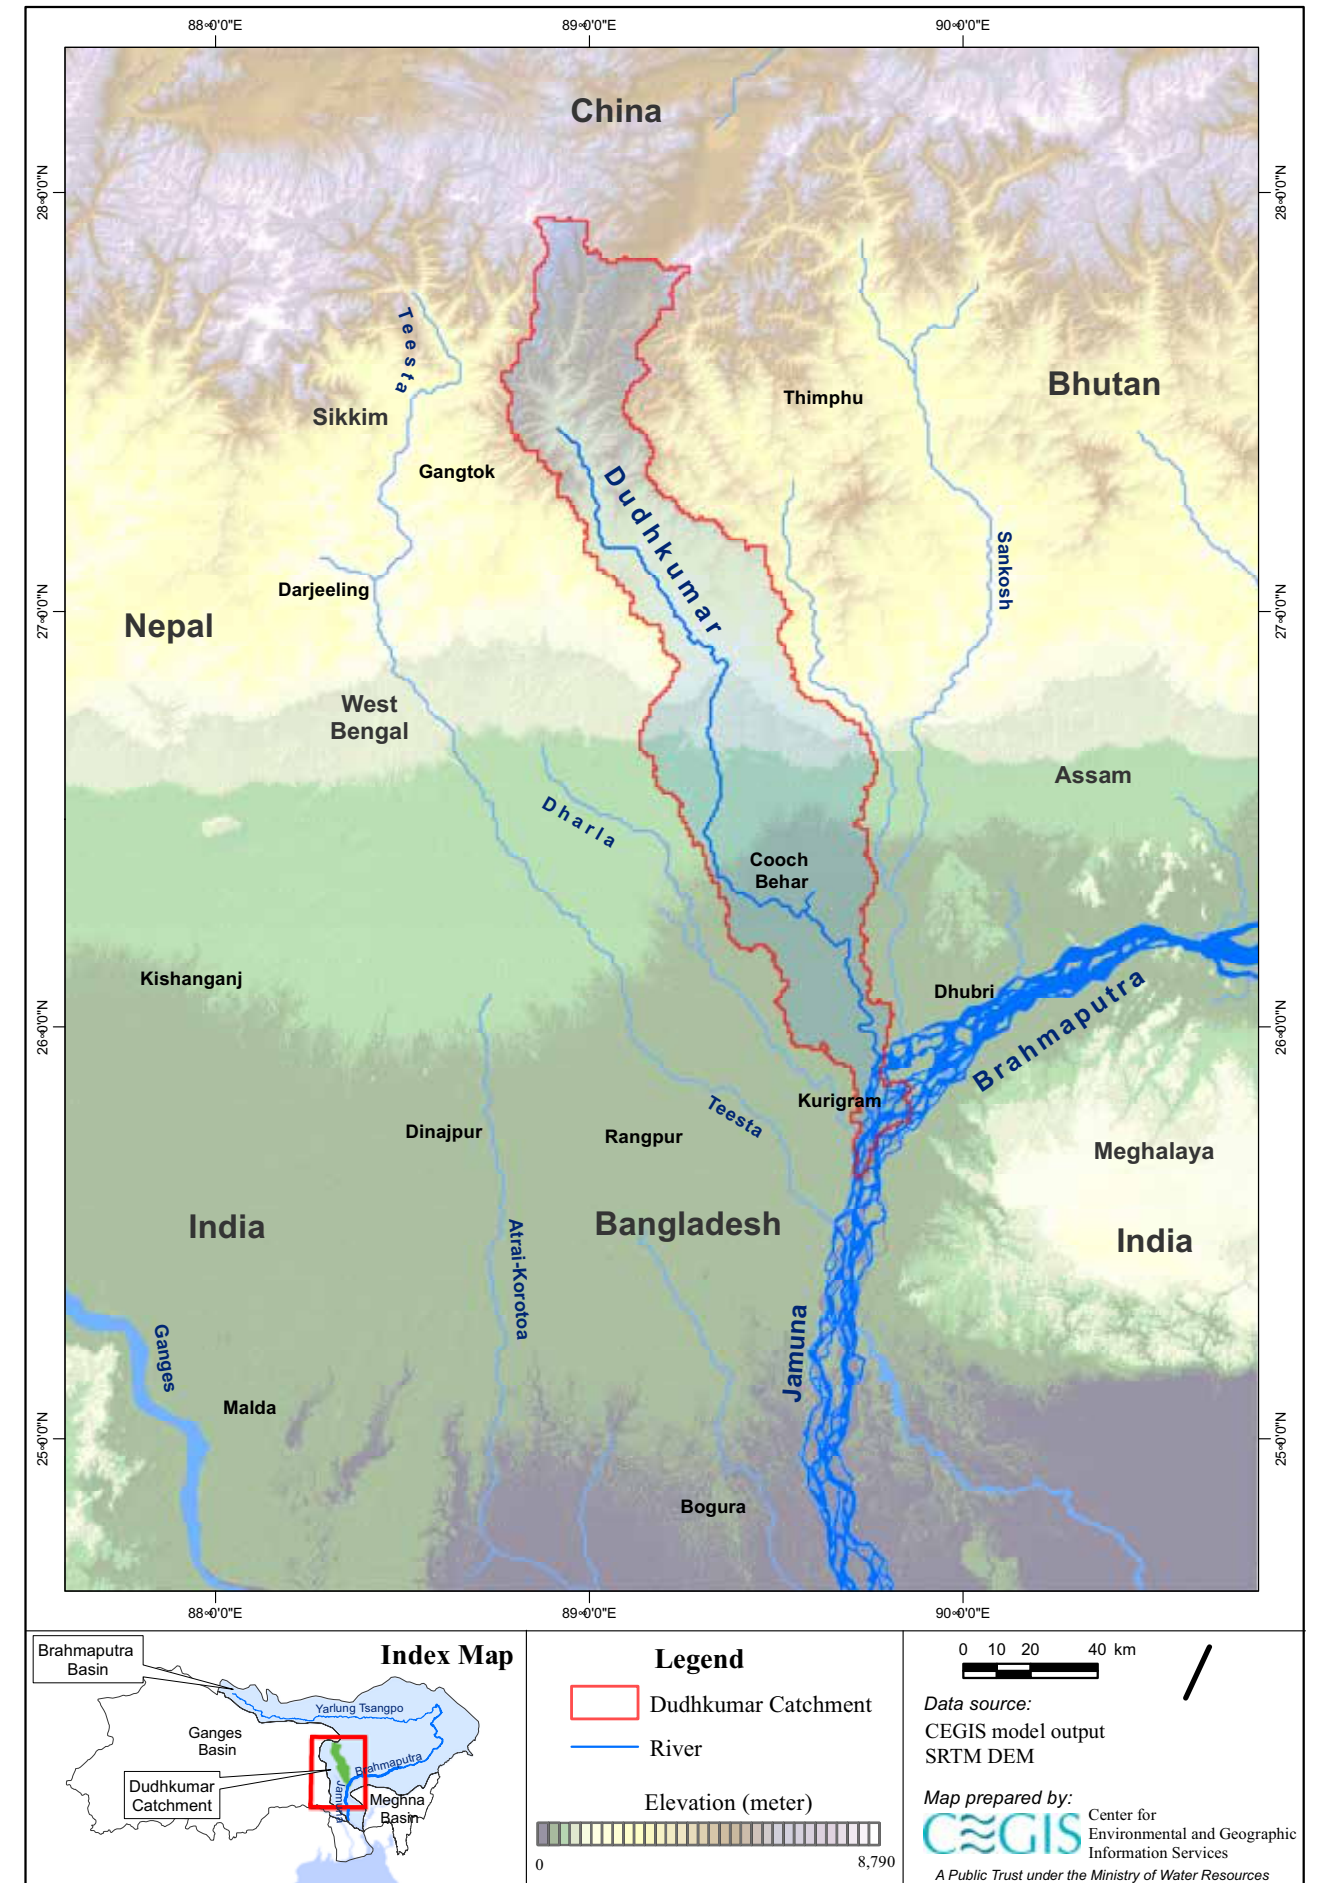 88°0'0"E 89°0'0"E 90°0'0"E
China
28°0'0"N 28°0'0"N
Teesta
Bhutan
Thimphu
Sikkim
Gangtok
Dudhkumar
Sankosh
Darjeeling
27°0'0"N 27°0'0"N
Nepal
West
Bengal
Assam
Dharla
Cooch
Behar
Kishanganj
Dhubri
26°0'0"N 26°0'0"N
Brahmaputra
Kurigram
Teesta
Dinajpur
Rangpur
Meghalaya
India
Bangladesh
India
Atrai-Korotoa
Ganges
Jamuna
Malda
25°0'0"N 25°0'0"N
Bogura
88°0'0"E 89°0'0"E 90°0'0"E
Index Map
Brahmaputra
Basin
Yarlung Tsangpo
Ganges
Basin
Brahmaputra
Dudhkumar
Catchment
Jamuna
Meghna
Basin
Legend
Dudhkumar Catchment
River
Elevation (meter)
0 8,790
0 10 20 40 km
Data source:
CEGIS model output
SRTM DEM
Map prepared by:
CEGIS
Center for
Environmental and Geographic
Information Services
A Public Trust under the Ministry of Water Resources